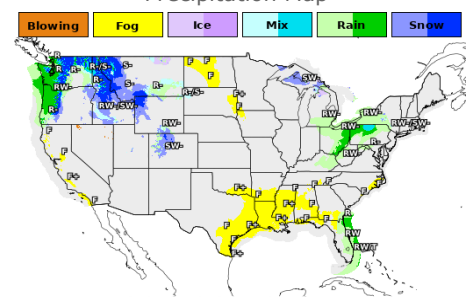 Precipitation Map
Blowing Fog Ice Mix Rain Snow
R
R- R- R-/S- S- F F SW-
R- S- R-
RW- R-/S- F F
R- RW-/SW- F+ F RW- RW-
F RW- RW- RW-/SW-
SW- R-
F RW-
F+ F F
F F+ F F F
F F+ F R
F F+ F RW
F RW/T
F+